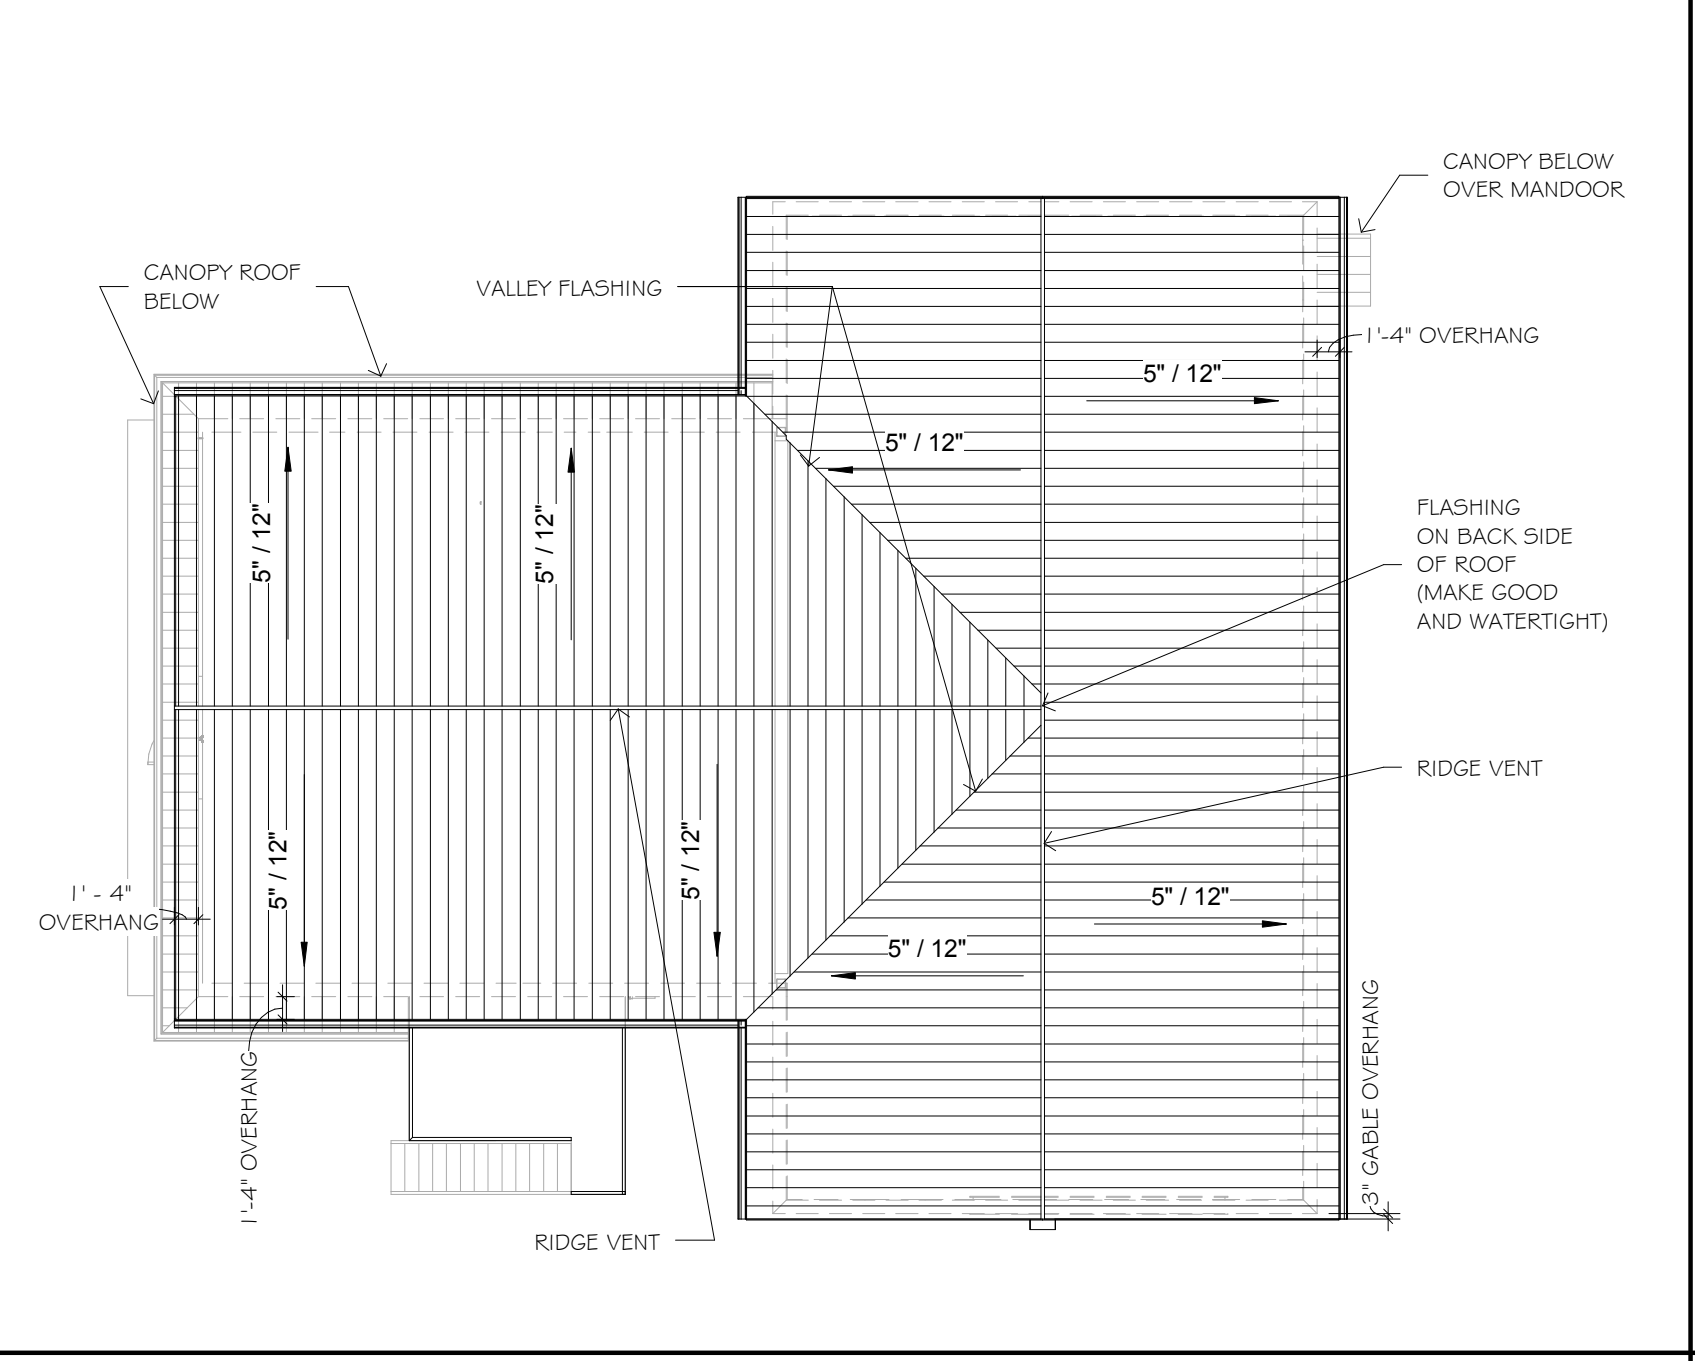 CANOPY BELOW
OVER MANDOOR
CANOPY ROOF
BELOW
VALLEY FLASHING
1'-4" OVERHANG
5" / 12"
5" / 12"
5" / 12"
5" / 12"
FLASHING
ON BACK SIDE
OF ROOF
(MAKE GOOD
AND WATERTIGHT)
RIDGE VENT
5" / 12"
5" / 12"
1' - 4"
OVERHANG
5" / 12"
5" / 12"
1'-4" OVERHANG
3" GABLE OVERHANG
RIDGE VENT